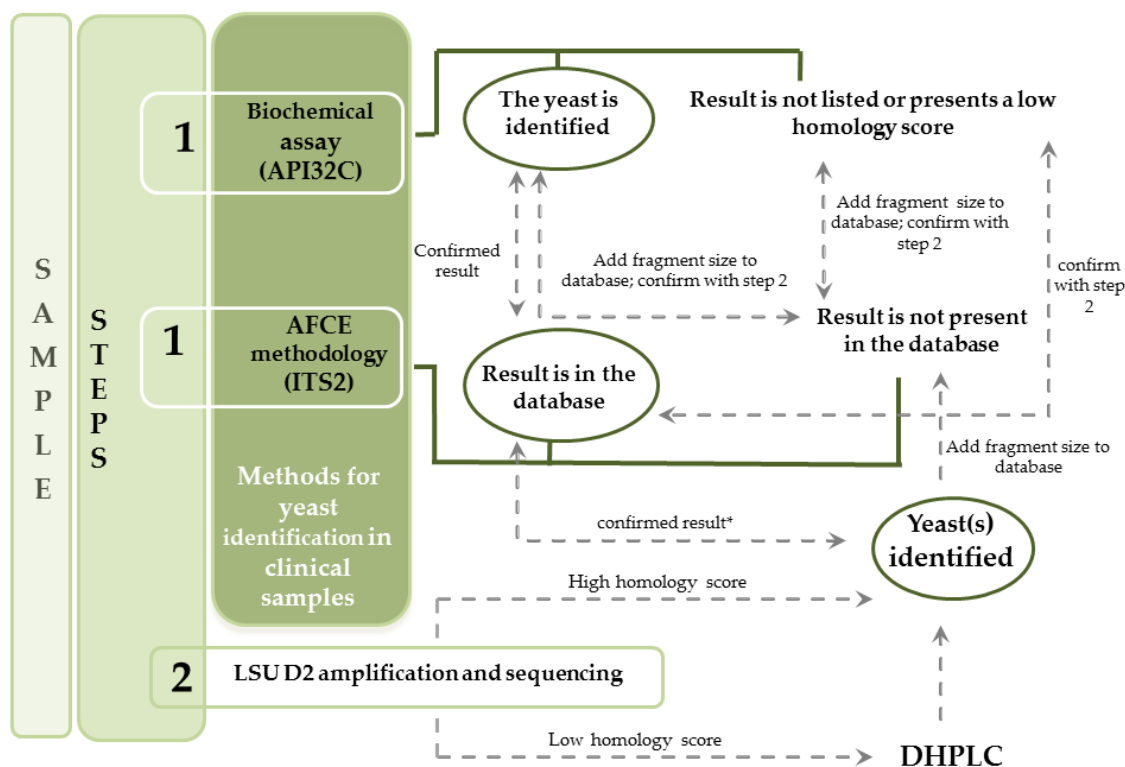 SAMPLE
STEPS
1
Biochemical
assay
(API32C)
The yeast is
identified
Result is not listed or presents a low
homology score
Confirmed
result
Add fragment size to
database; confirm with step 2
Add fragment size to
database; confirm with
step 2
confirm
with step
2
1
AFCE
methodology
(ITS2)
Result is in the
database
Result is not present
in the database
Add fragment size to
database
Methods for
yeast
identification in
clinical
samples
confirmed result*
Yeast(s)
identified
High homology score
2
LSU D2 amplification and sequencing
Low homology score
DHPLC